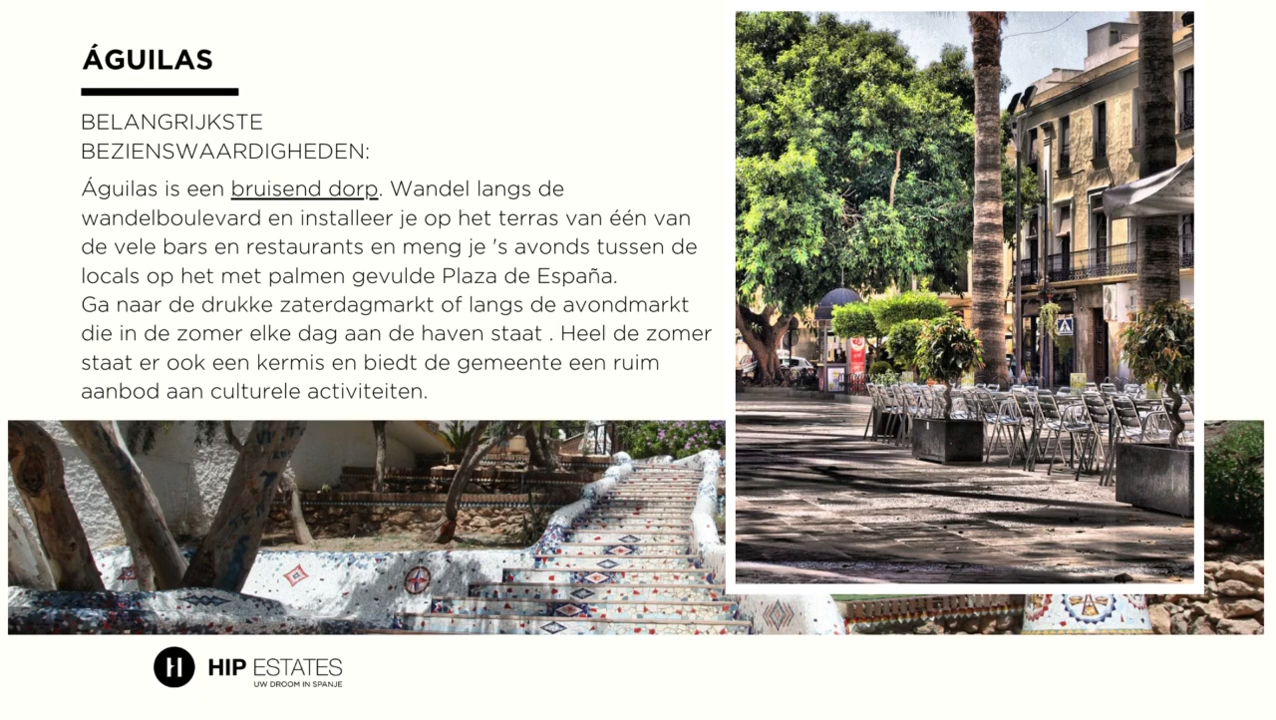 ÁGUILAS
BELANGRIJKSTE
BEZIENSWAARDIGHEDEN:
Águilas is een bruisend dorp. Wandel langs de
wandelboulevard en installeer je op het terras van één van
de vele bars en restaurants en meng je 's avonds tussen de
locals op het met palmen gevulde Plaza de España.
Ga naar de drukke zaterdagmarkt of langs de avondmarkt
die in de zomer elke dag aan de haven staat . Heel de zomer
staat er ook een kermis en biedt de gemeente een ruim
aanbod aan culturele activiteiten.
H HIP ESTATES
UW DROOM IN SPANJE